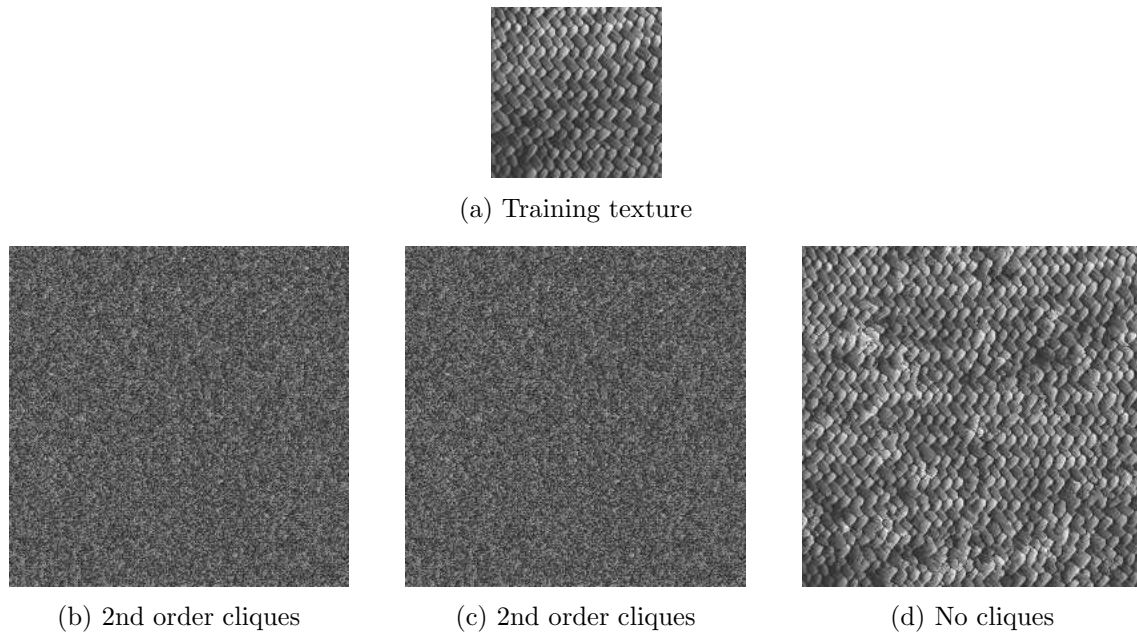 (a) Training texture
(b) 2nd order cliques
(c) 2nd order cliques
(d) No cliques